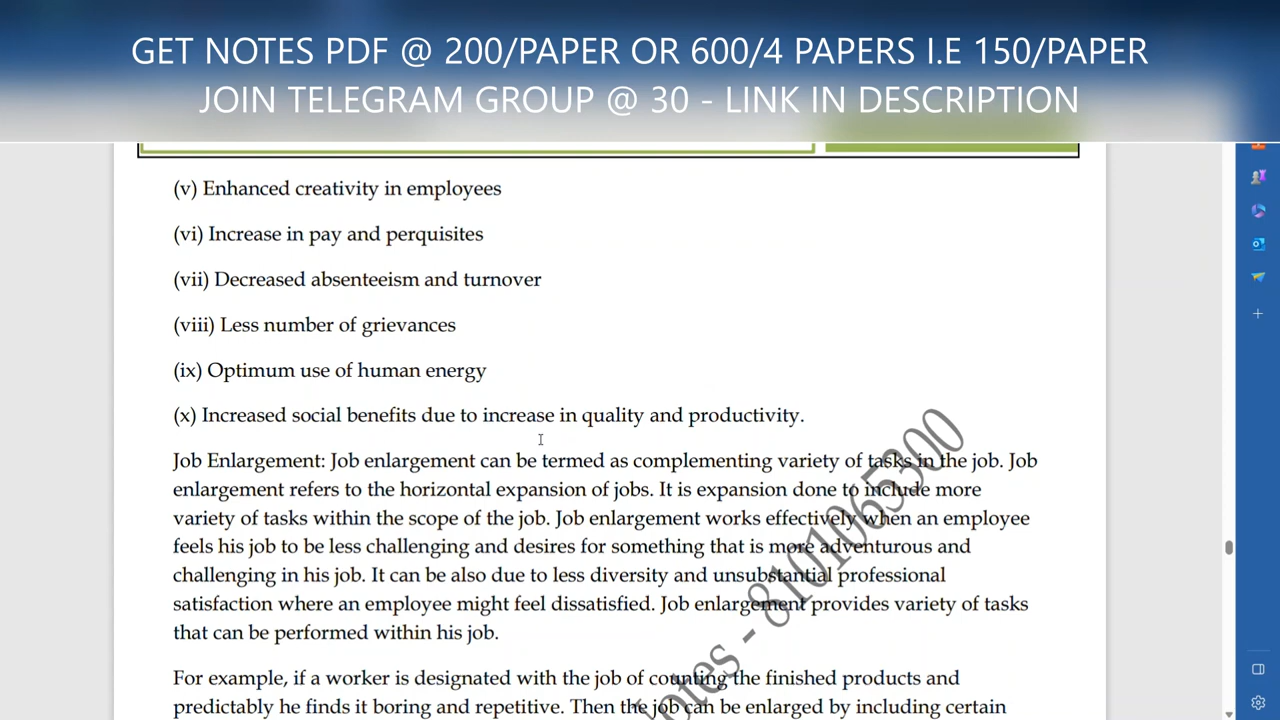 GET NOTES PDF @ 200/PAPER OR 600/4 PAPERS I.E 150/PAPER
JOIN TELEGRAM GROUP @ 30 - LINK IN DESCRIPTION
(v) Enhanced creativity in employees
(vi) Increase in pay and perquisites
(vii) Decreased absenteeism and turnover
(viii) Less number of grievances
(ix) Optimum use of human energy
(x) Increased social benefits due to increase in quality and productivity.
Job Enlargement: Job enlargement can be termed as complementing variety of tasks in the job. Job
enlargement refers to the horizontal expansion of jobs. It is expansion done to include more
variety of tasks within the scope of the job. Job enlargement works effectively when an employee
feels his job to be less challenging and desires for something that is more adventurous and
challenging in his job. It can be also due to less diversity and unsubstantial professional
satisfaction where an employee might feel dissatisfied. Job enlargement provides variety of tasks
that can be performed within his job.
For example, if a worker is designated with the job of counting the finished products and
predictably he finds it boring and repetitive. Then the job can be enlarged by including certain
Notes - 8101065300